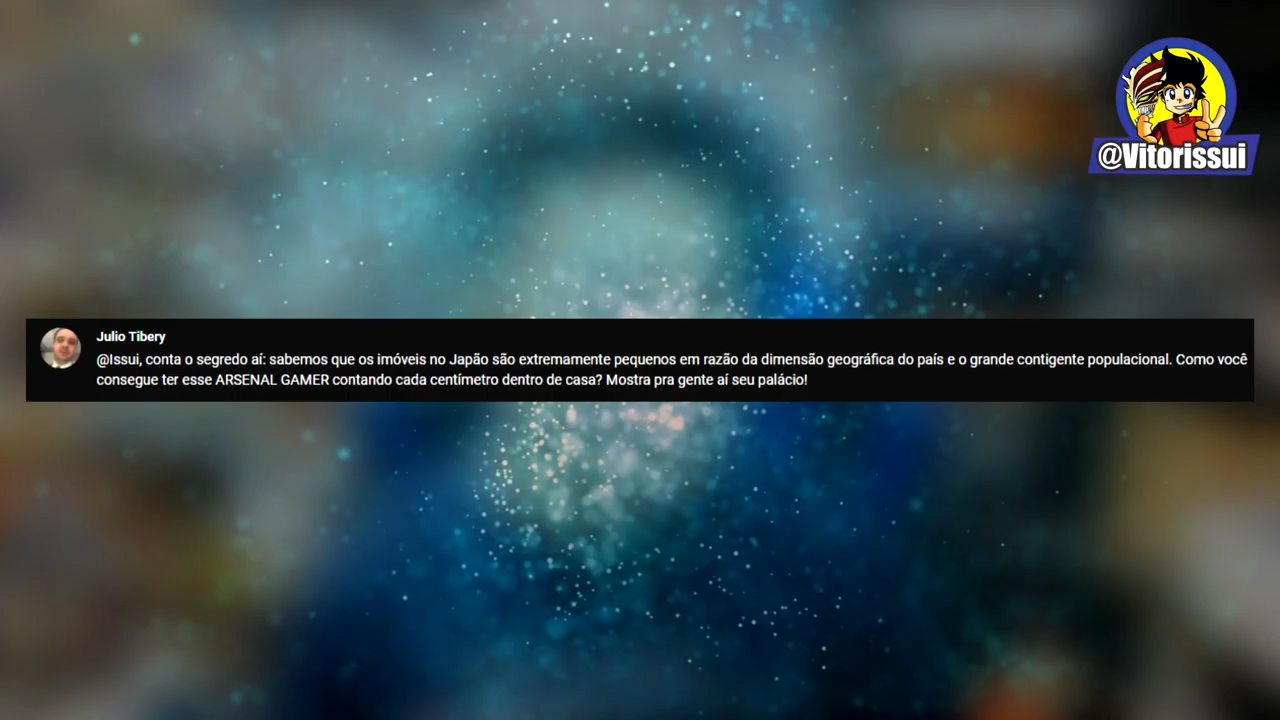 @Vitorissui
Julio Tibery
@Issui, conta o segredo aí: sabemos que os imóveis no Japão são extremamente pequenos em razão da dimensão geográfica do país e o grande contigente populacional. Como você
consegue ter esse ARSENAL GAMER contando cada centímetro dentro de casa? Mostra pra gente aí seu palácio!